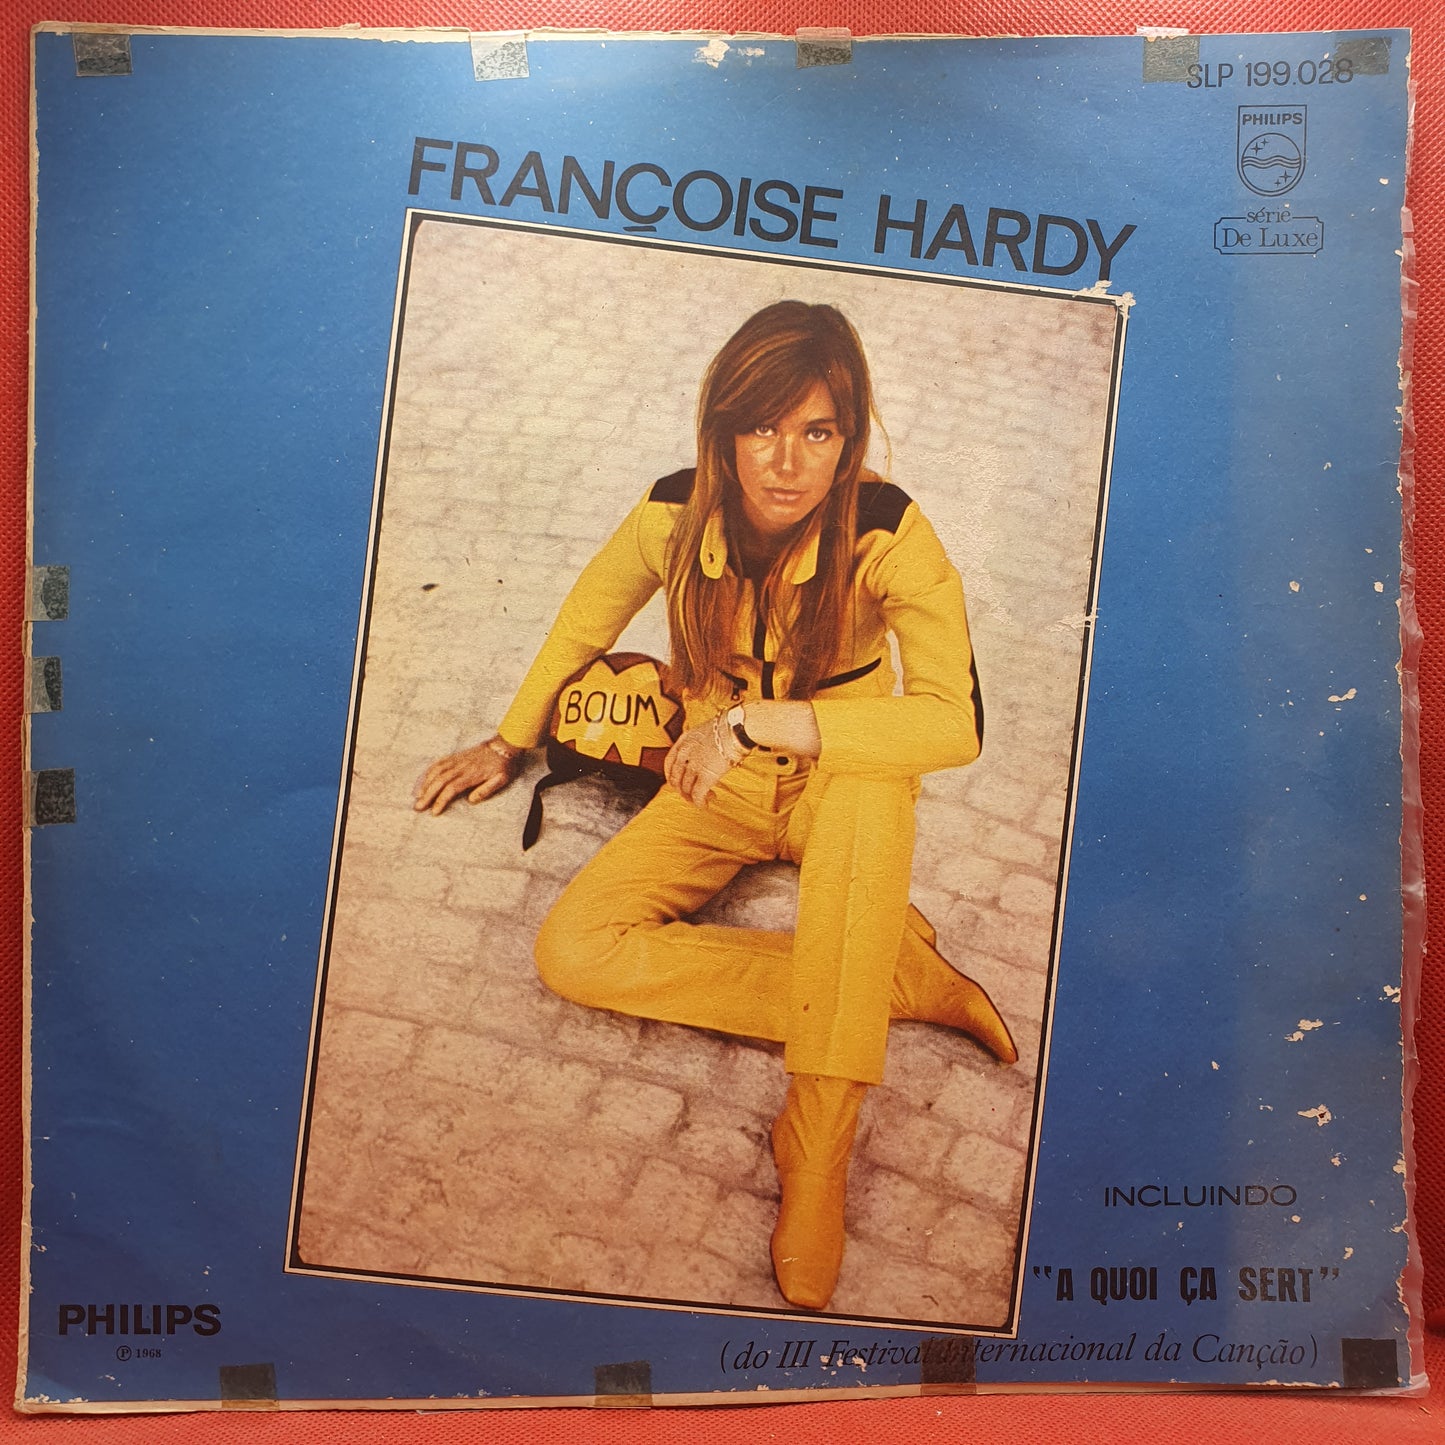 SLP 199.028
PHILIPS
série
De Luxe
FRANÇOISE HARDY
BOUM
INCLUINDO
"A QUOI ÇA SERT"
(do III Festival Internacional da Canção)
PHILIPS
Ⓟ 1968